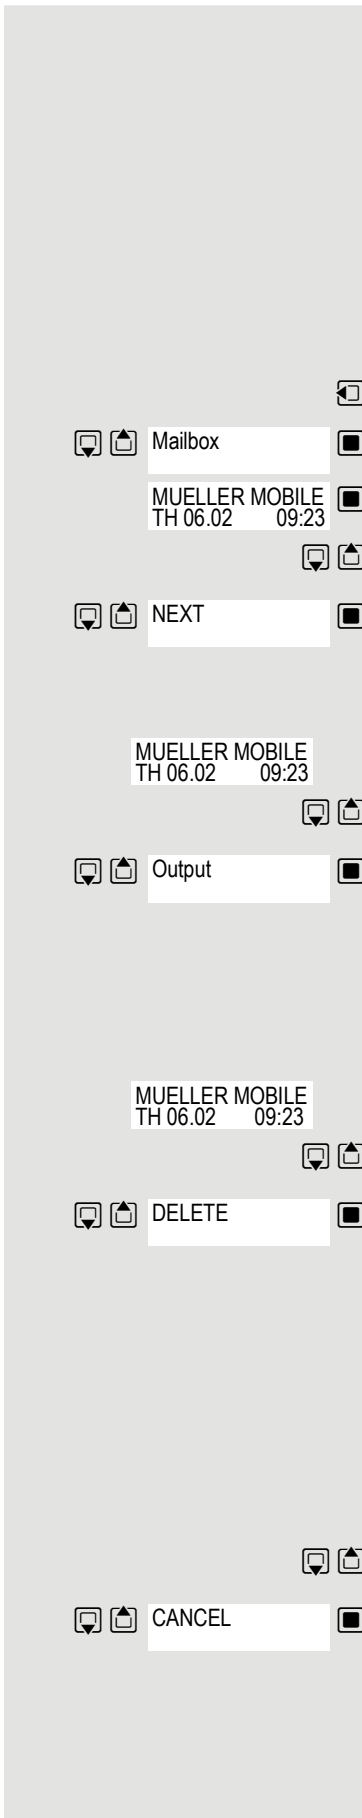 Mailbox
MUELLER MOBILE
TH 06.02 09:23
NEXT
MUELLER MOBILE
TH 06.02 09:23
Output
MUELLER MOBILE
TH 06.02 09:23
DELETE
CANCEL